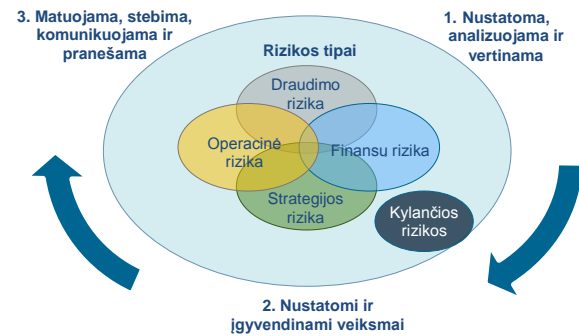 3. Matuojama, stebima,
komunikuojama ir
pranešama
1. Nustatoma,
analizuojama ir
vertinama
Rizikos tipai
Draudimo
rizika
Operacinė
rizika
Finansų rizika
Strategijos
rizika
Kylančios
rizikos
2. Nustatomi ir
įgyvendinami veiksmai